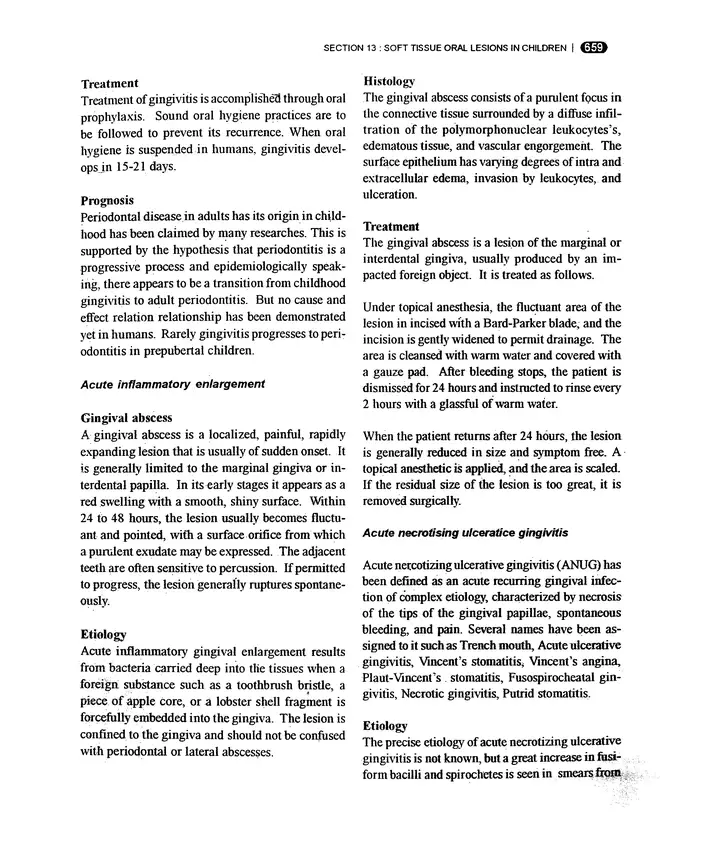 SECTION 13 : SOFT TISSUE ORAL LESIONS IN CHILDREN | 659
Treatment
Treatment of gingivitis is accomplished through oral
prophylaxis. Sound oral hygiene practices are to
be followed to prevent its recurrence. When oral
hygiene is suspended in humans, gingivitis devel-
ops in 15-21 days.
Prognosis
Periodontal disease in adults has its origin in child-
hood has been claimed by many researches. This is
supported by the hypothesis that periodontitis is a
progressive process and epidemiologically speak-
ing, there appears to be a transition from childhood
gingivitis to adult periodontitis. But no cause and
effect relation relationship has been demonstrated
yet in humans. Rarely gingivitis progresses to peri-
odontitis in prepubertal children.
Acute inflammatory enlargement
Gingival abscess
A gingival abscess is a localized, painful, rapidly
expanding lesion that is usually of sudden onset. It
is generally limited to the marginal gingiva or in-
terdental papilla. In its early stages it appears as a
red swelling with a smooth, shiny surface. Within
24 to 48 hours, the lesion usually becomes fluctu-
ant and pointed, with a surface orifice from which
a purulent exudate may be expressed. The adjacent
teeth are often sensitive to percussion. If permitted
to progress, the lesion generally ruptures spontane-
ously.
Etiology
Acute inflammatory gingival enlargement results
from bacteria carried deep into the tissues when a
foreign substance such as a toothbrush bristle, a
piece of apple core, or a lobster shell fragment is
forcefully embedded into the gingiva. The lesion is
confined to the gingiva and should not be confused
with periodontal or lateral abscesses.
Histology
The gingival abscess consists of a purulent focus in
the connective tissue surrounded by a diffuse infil-
tration of the polymorphonuclear leukocytes's,
edematous tissue, and vascular engorgement. The
surface epithelium has varying degrees of intra and
extracellular edema, invasion by leukocytes, and
ulceration.
Treatment
The gingival abscess is a lesion of the marginal or
interdental gingiva, usually produced by an im-
pacted foreign object. It is treated as follows.
Under topical anesthesia, the fluctuant area of the
lesion in incised with a Bard-Parker blade, and the
incision is gently widened to permit drainage. The
area is cleansed with warm water and covered with
a gauze pad. After bleeding stops, the patient is
dismissed for 24 hours and instructed to rinse every
2 hours with a glassful of warm water.
When the patient returns after 24 hours, the lesion
is generally reduced in size and symptom free. A
topical anesthetic is applied, and the area is scaled.
If the residual size of the lesion is too great, it is
removed surgically.
Acute necrotising ulceratice gingivitis
Acute netcotizing ulcerative gingivitis (ANUG) has
been defined as an acute recurring gingival infec-
tion of complex etiology, characterized by necrosis
of the tips of the gingival papillae, spontaneous
bleeding, and pain. Several names have been as-
signed to it such as Trench mouth, Acute ulcerative
gingivitis, Vincent's stomatitis, Vincent's angina,
Plaut-Vincent's stomatitis, Fusospirocheatal gin-
givitis, Necrotic gingivitis, Putrid stomatitis.
Etiology
The precise etiology of acute necrotizing ulcerative
gingivitis is not known, but a great increase in fusi-
form bacilli and spirochetes is seen in smears from